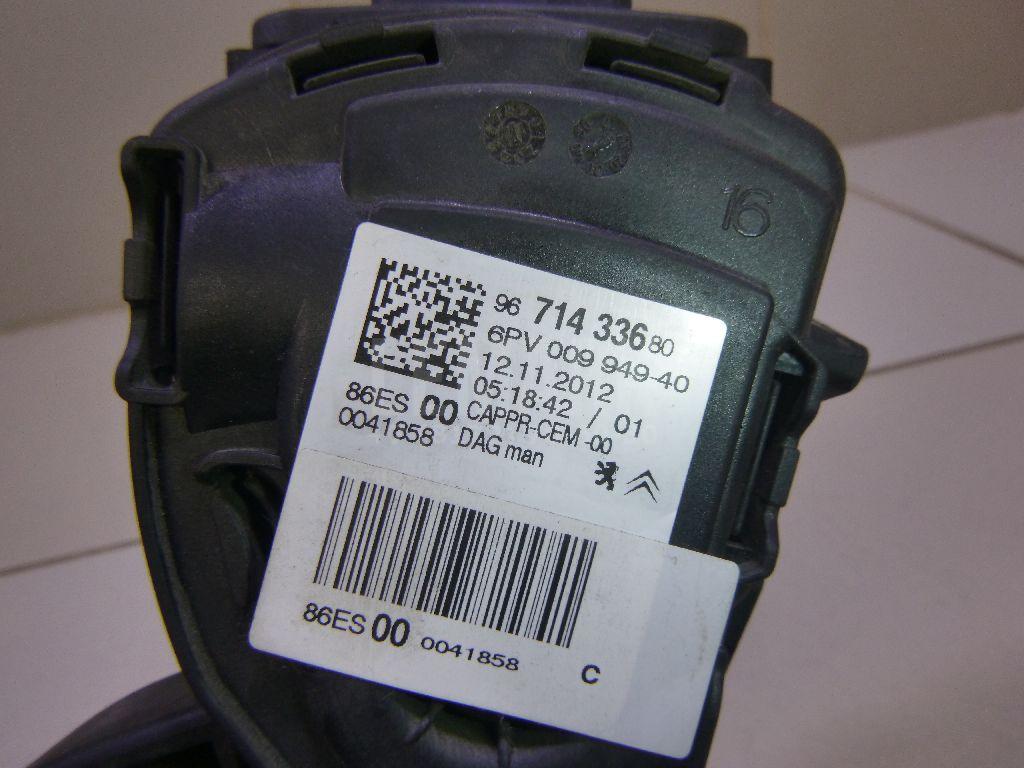 16
96 714 336 80
6PV 009 949-40
12.11.2012
05:18:42 / 01
86ES 00 CAPPR-CEM -00
0041858 DAG man
86ES 00 0041858 C